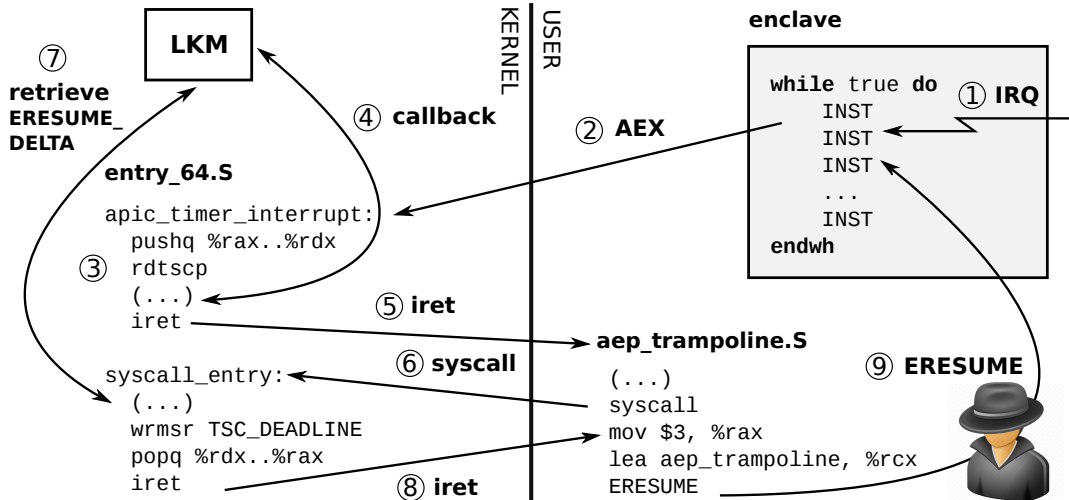 ⑦
retrieve
ERESUME_
DELTA
LKM
④ callback
KERNEL
USER
② AEX
enclave
while true do
INST
① IRQ
INST
INST
...
INST
endwh
entry_64.S
apic_timer_interrupt:
pushq %rax..%rdx
③ rdtscp
(...)
iret
⑤ iret
⑥ syscall
syscall_entry:
(...)
wrmsr TSC_DEADLINE
popq %rdx..%rax
iret
⑧ iret
aep_trampoline.S
(...)
syscall
mov $3, %rax
lea aep_trampoline, %rcx
ERESUME
⑨ ERESUME